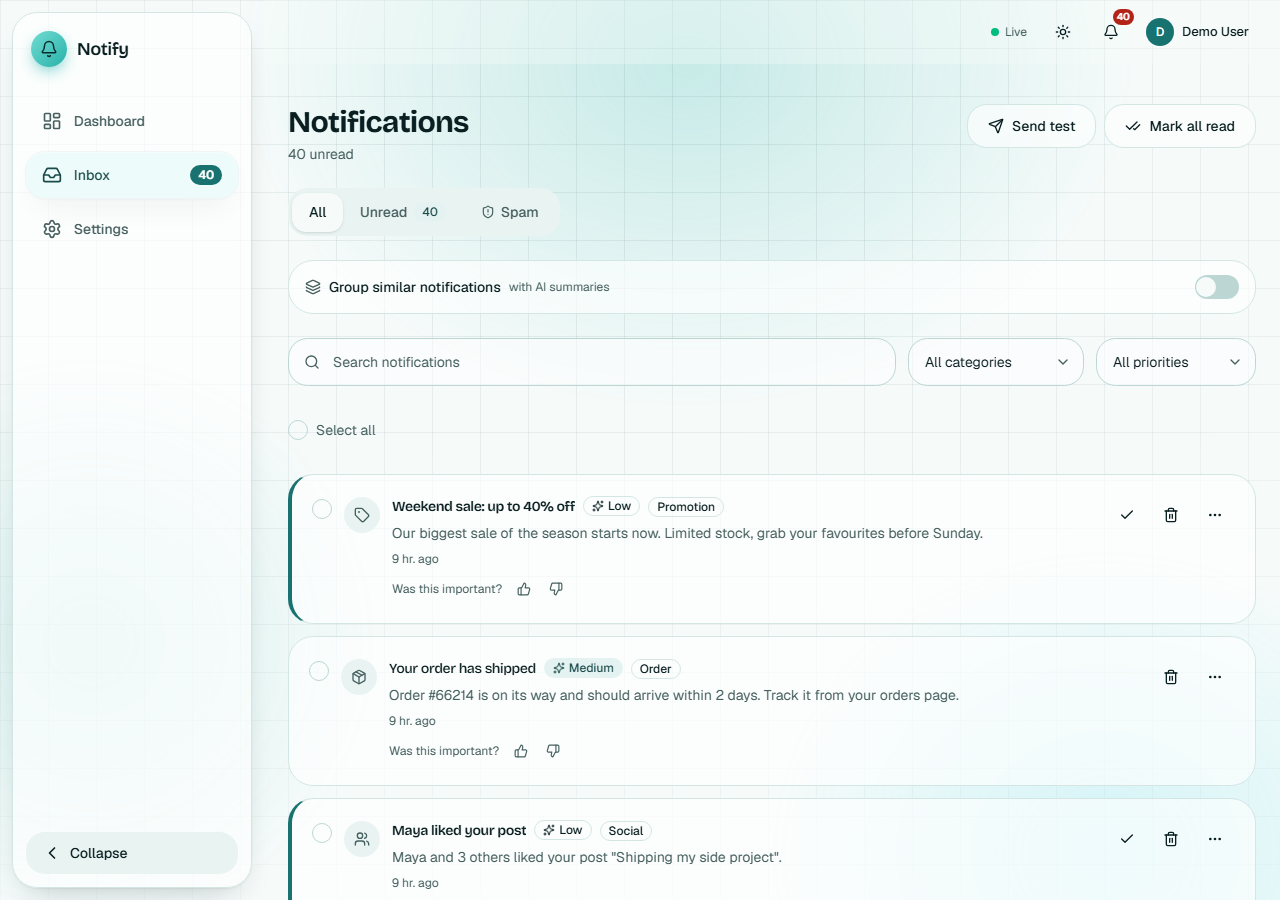 Notify
Dashboard
Inbox 40
Settings
Collapse
Live
40
D Demo User
Notifications
40 unread
Send test
Mark all read
All Unread 40 Spam
Group similar notifications with AI summaries
Search notifications
All categories
All priorities
Select all
Weekend sale: up to 40% off Low Promotion
Our biggest sale of the season starts now. Limited stock, grab your favourites before Sunday.
9 hr. ago
Was this important?
Your order has shipped Medium Order
Order #66214 is on its way and should arrive within 2 days. Track it from your orders page.
9 hr. ago
Was this important?
Maya liked your post Low Social
Maya and 3 others liked your post "Shipping my side project".
9 hr. ago